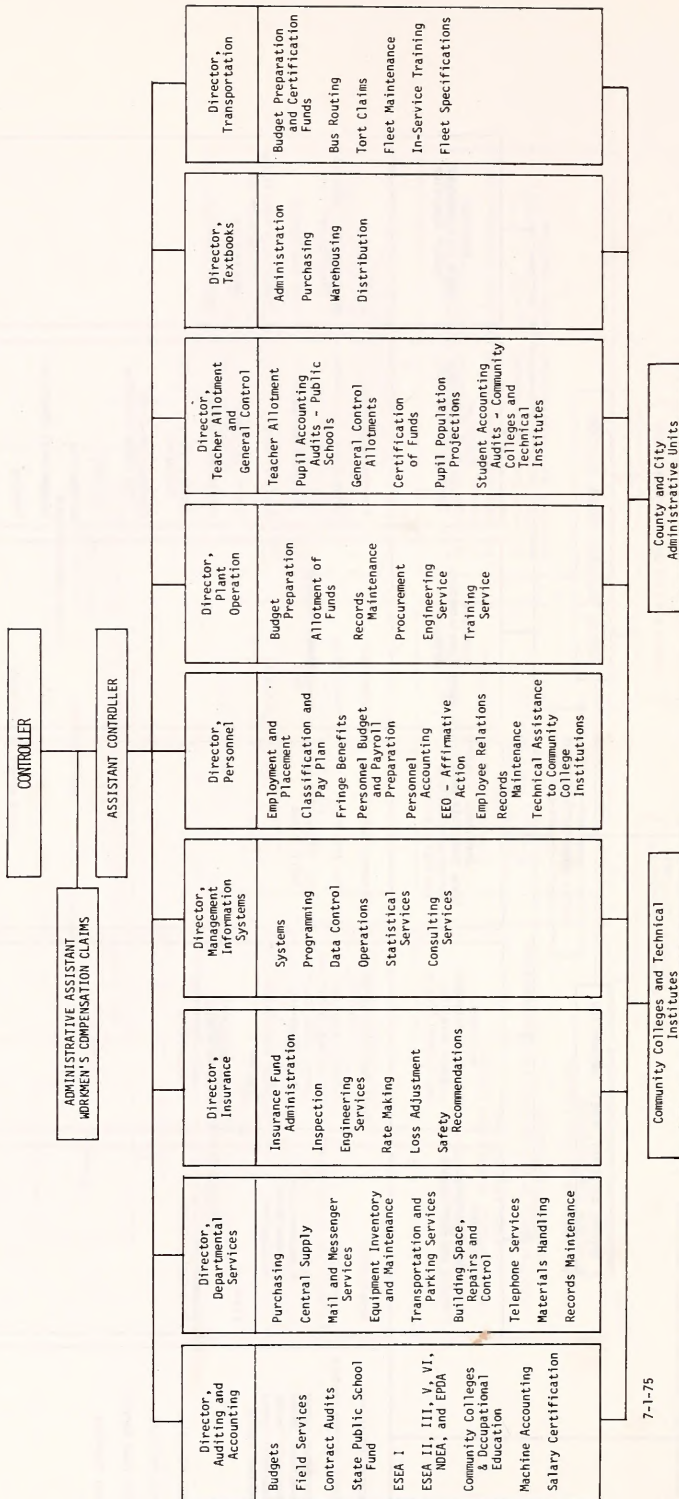 CONTROLLER
ADMINISTRATIVE ASSISTANT
WORKMEN'S COMPENSATION CLAIMS
ASSISTANT CONTROLLER
Director,
Auditing and
Accounting
Budgets
Field Services
Contract Audits
State Public School
Fund
ESEA I
ESEA II, III, V, VI,
NDEA, and EPDA
Community Colleges
& Occupational
Education
Machine Accounting
Salary Certification
Director,
Departmental
Services
Purchasing
Central Supply
Mail and Messenger
Services
Equipment Inventory
and Maintenance
Transportation and
Parking Services
Building Space,
Repairs and
Control
Telephone Services
Materials Handling
Records Maintenance
Director,
Insurance
Insurance Fund
Administration
Inspection
Engineering
Services
Rate Making
Loss Adjustment
Safety
Recommendations
Director,
Management
Information
Systems
Systems
Programming
Data Control
Operations
Statistical
Services
Consulting
Services
Director,
Personnel
Employment and
Placement
Classification and
Pay Plan
Fringe Benefits
Personnel Budget
and Payroll
Preparation
Personnel
Accounting
EEO - Affirmative
Action
Employee Relations
Records
Maintenance
Technical Assistance
to Community
College
Institutions
Director,
Plant
Operation
Budget
Preparation
Allotment of
Funds
Records
Maintenance
Procurement
Engineering
Service
Training
Service
Director,
Teacher Allotment
and
General Control
Teacher Allotment
Pupil Accounting
Audits - Public
Schools
General Control
Allotments
Certification
of Funds
Pupil Population
Projections
Student Accounting
Audits - Community
Colleges and
Technical
Institutes
Director,
Textbooks
Administration
Purchasing
Warehousing
Distribution
Director,
Transportation
Budget Preparation
and Certification
Funds
Bus Routing
Tort Claims
Fleet Maintenance
In-Service Training
Fleet Specifications
Community Colleges and Technical
Institutes
County and City
Administrative Units
7-1-75